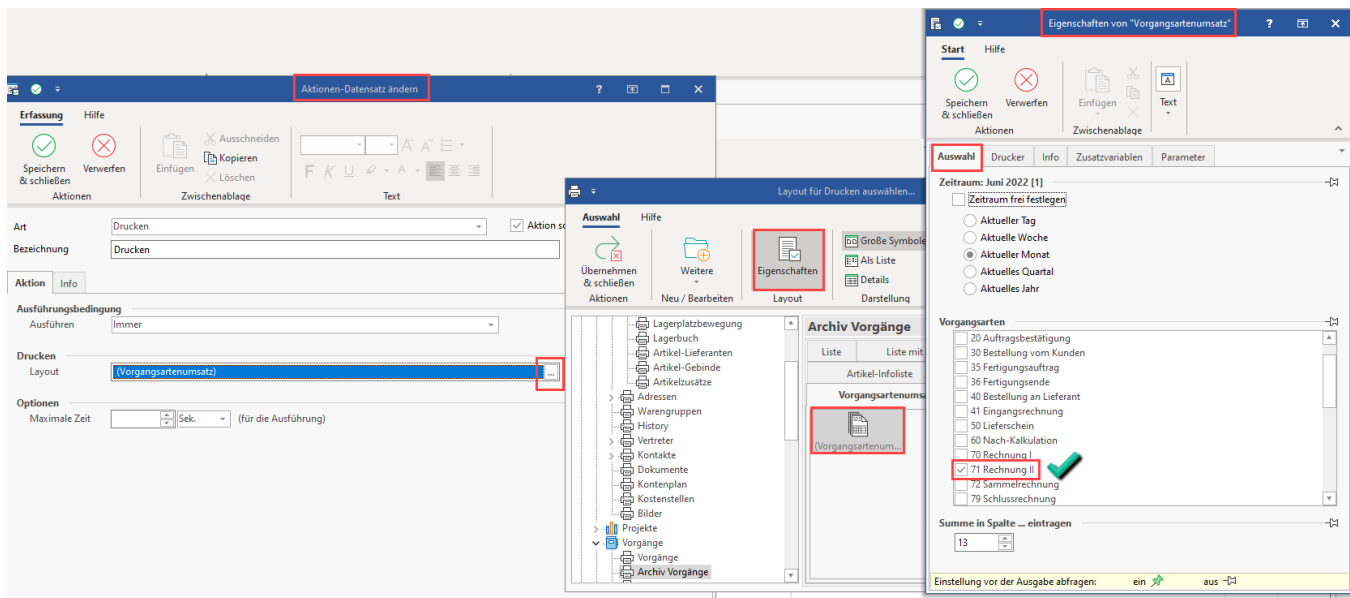 Aktionen-Datensatz ändern
?
Erfassung Hilfe
Speichern & schließen
Verwerfen
Aktionen
Einfügen
Ausschneiden
Kopieren
Löschen
Zwischenablage
F K U
Text
Art Drucken
Aktion sc
Bezeichnung Drucken
Aktion Info
Ausführungsbedingung
Ausführen Immer
Drucken
Layout (Vorgangsartenumsatz) ...
Optionen
Maximale Zeit Sek. (für die Ausführung)
Layout für Drucken auswählen...
Auswahl Hilfe
Übernehmen & schließen
Aktionen
Weitere
Neu / Bearbeiten
Eigenschaften
Layout
Große Symbole
Als Liste
Details
Darstellung
Lagerplatzbewegung
Lagerbuch
Artikel-Lieferanten
Artikel-Gebinde
Artikelzusätze
Adressen
Warengruppen
History
Vertreter
Kontakte
Dokumente
Kontenplan
Kostenstellen
Bilder
Projekte
Vorgänge
Vorgänge
Archiv Vorgänge
Archiv Vorgänge
Liste Liste mit
Artikel-Infoliste
Vorgangsartenumsa
(Vorgangsartenum...
Eigenschaften von "Vorgangsartenumsatz"
?
Start Hilfe
Speichern & schließen
Verwerfen
Aktionen
Einfügen
Zwischenablage
A
Text
Auswahl Drucker Info Zusatzvariablen Parameter
Zeitraum: Juni 2022 [1]
Zeitraum frei festlegen
Aktueller Tag
Aktuelle Woche
Aktueller Monat
Aktuelles Quartal
Aktuelles Jahr
Vorgangsarten
20 Auftragsbestätigung
30 Bestellung vom Kunden
35 Fertigungsauftrag
36 Fertigungsende
40 Bestellung an Lieferant
41 Eingangsrechnung
50 Lieferschein
60 Nach-Kalkulation
70 Rechnung I
71 Rechnung II
72 Sammelrechnung
79 Schlussrechnung
Summe in Spalte ... eintragen
13
Einstellung vor der Ausgabe abfragen: ein aus